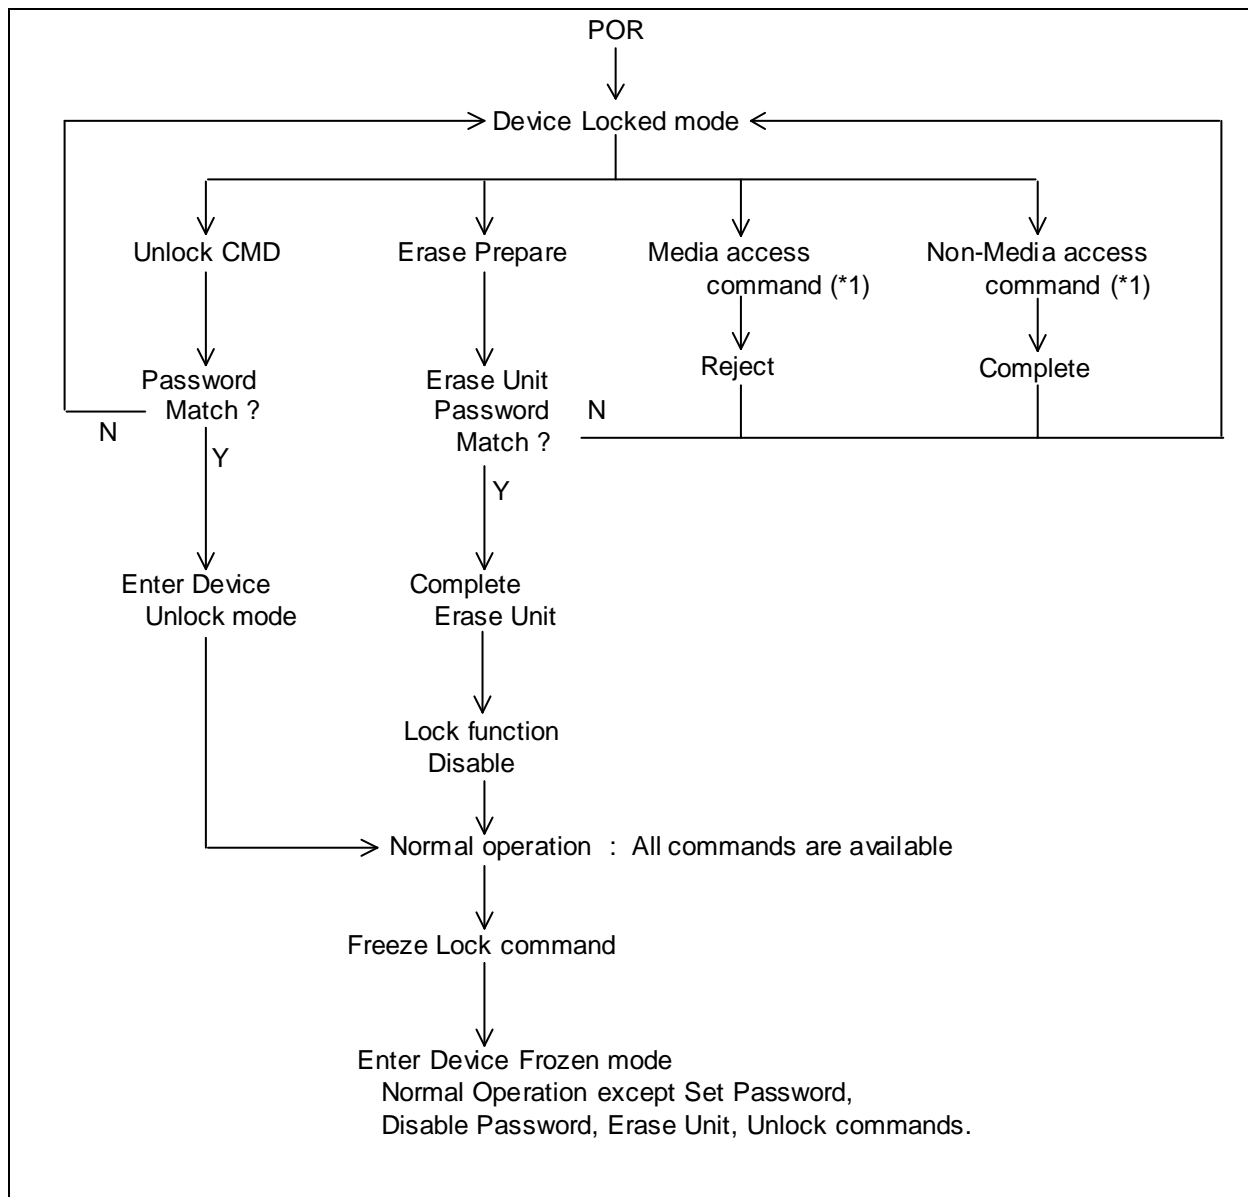 POR
Device Locked mode
Unlock CMD
Erase Prepare
Media access
command (*1)
Non-Media access
command (*1)
Password
Match ?
N
Y
Erase Unit
Password
Match ?
N
Y
Reject
Complete
Enter Device
Unlock mode
Complete
Erase Unit
Lock function
Disable
Normal operation : All commands are available
Freeze Lock command
Enter Device Frozen mode
Normal Operation except Set Password,
Disable Password, Erase Unit, Unlock commands.